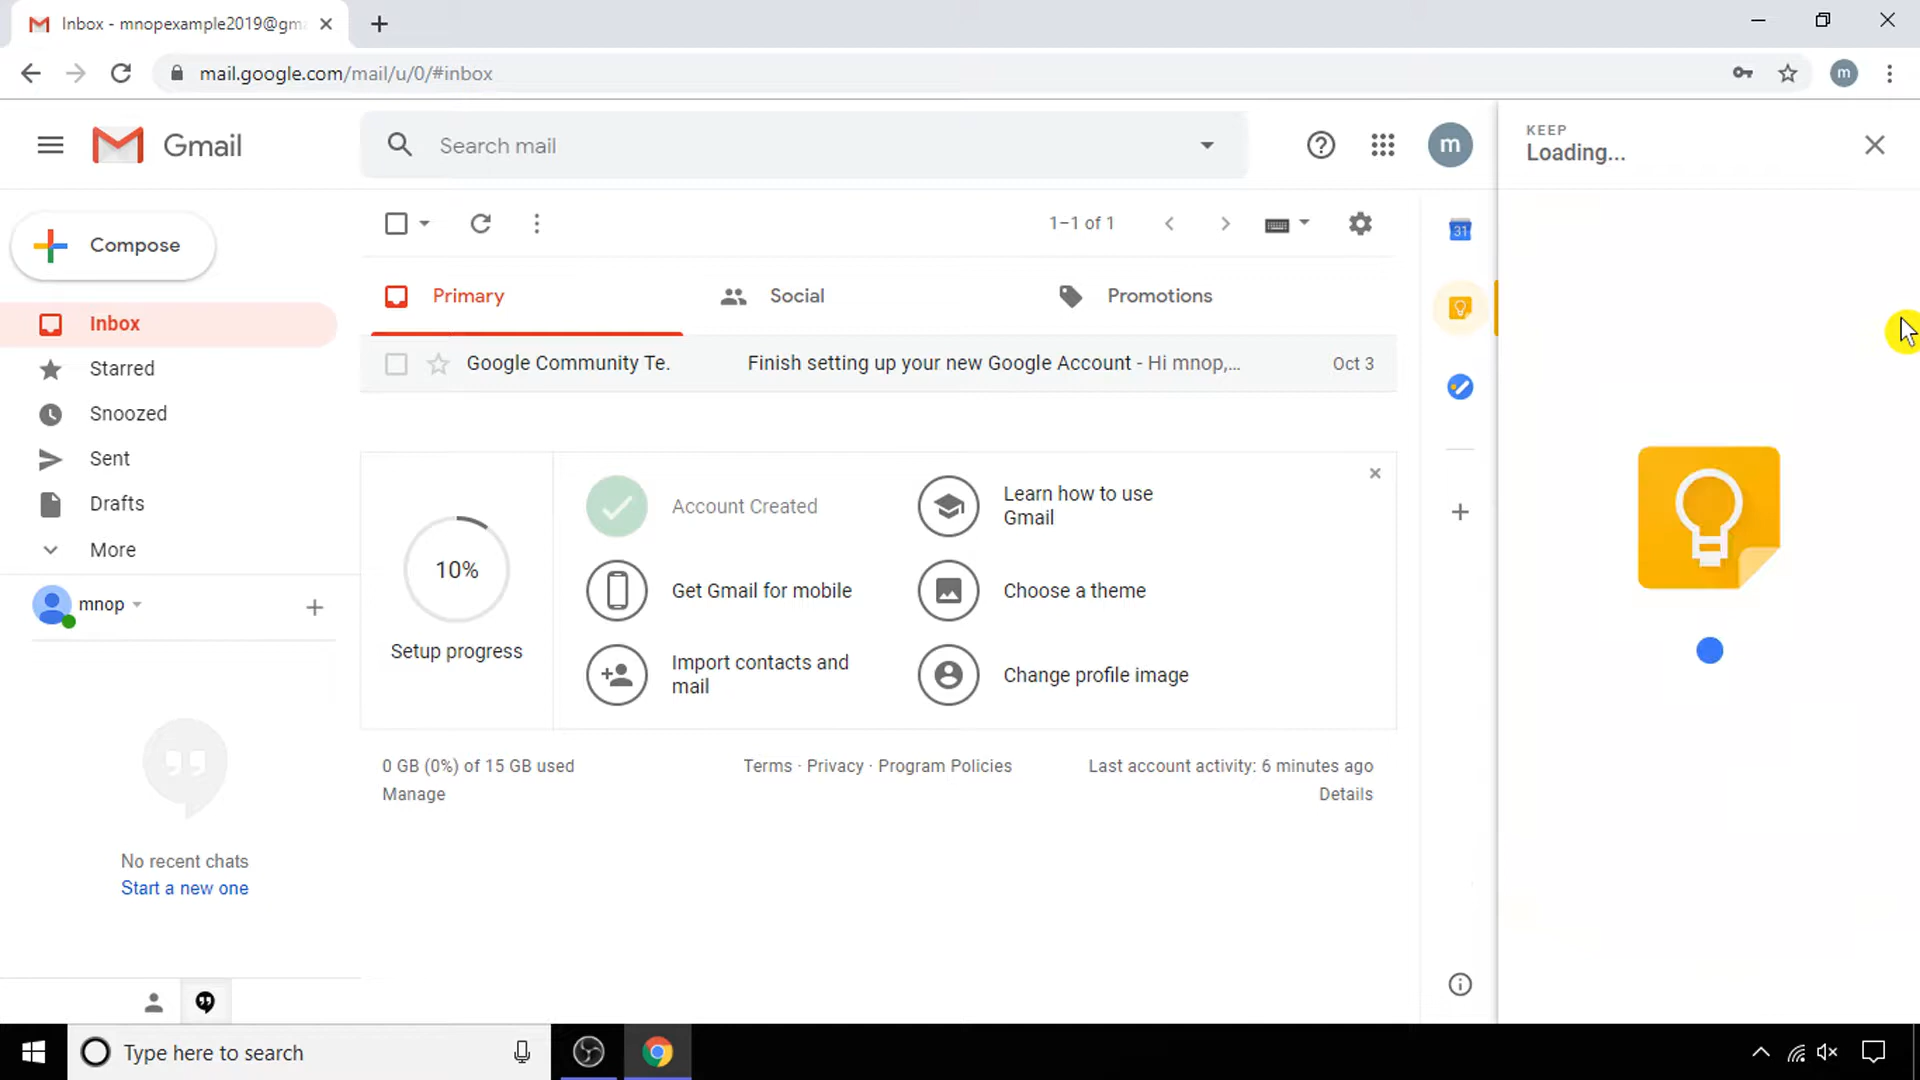 Inbox - mnopexample2019@gma
mail.google.com/mail/u/0/#inbox
m
Gmail
Search mail
m
KEEP
Loading...
Compose
1–1 of 1
31
Inbox
Starred
Snoozed
Sent
Drafts
More
Primary
Social
Promotions
Google Community Te.
Finish setting up your new Google Account - Hi mnop,...
Oct 3
10%
Setup progress
Account Created
Learn how to use
Gmail
Get Gmail for mobile
Choose a theme
Import contacts and
mail
Change profile image
mnop
0 GB (0%) of 15 GB used
Manage
Terms · Privacy · Program Policies
Last account activity: 6 minutes ago
Details
No recent chats
Start a new one
Type here to search